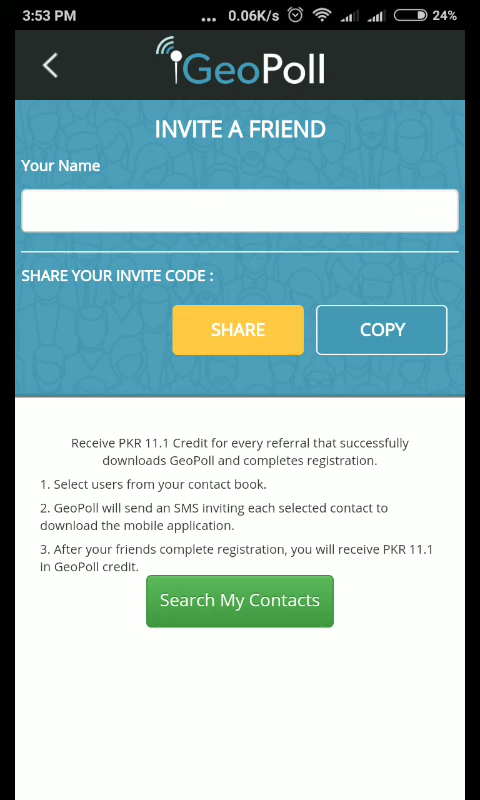 3:53 PM ... 0.06K/s 24%
GeoPoll
INVITE A FRIEND
Your Name
SHARE YOUR INVITE CODE :
SHARE COPY
Receive PKR 11.1 Credit for every referral that successfully
downloads GeoPoll and completes registration.
1. Select users from your contact book.
2. GeoPoll will send an SMS inviting each selected contact to
download the mobile application.
3. After your friends complete registration, you will receive PKR 11.1
in GeoPoll credit.
Search My Contacts